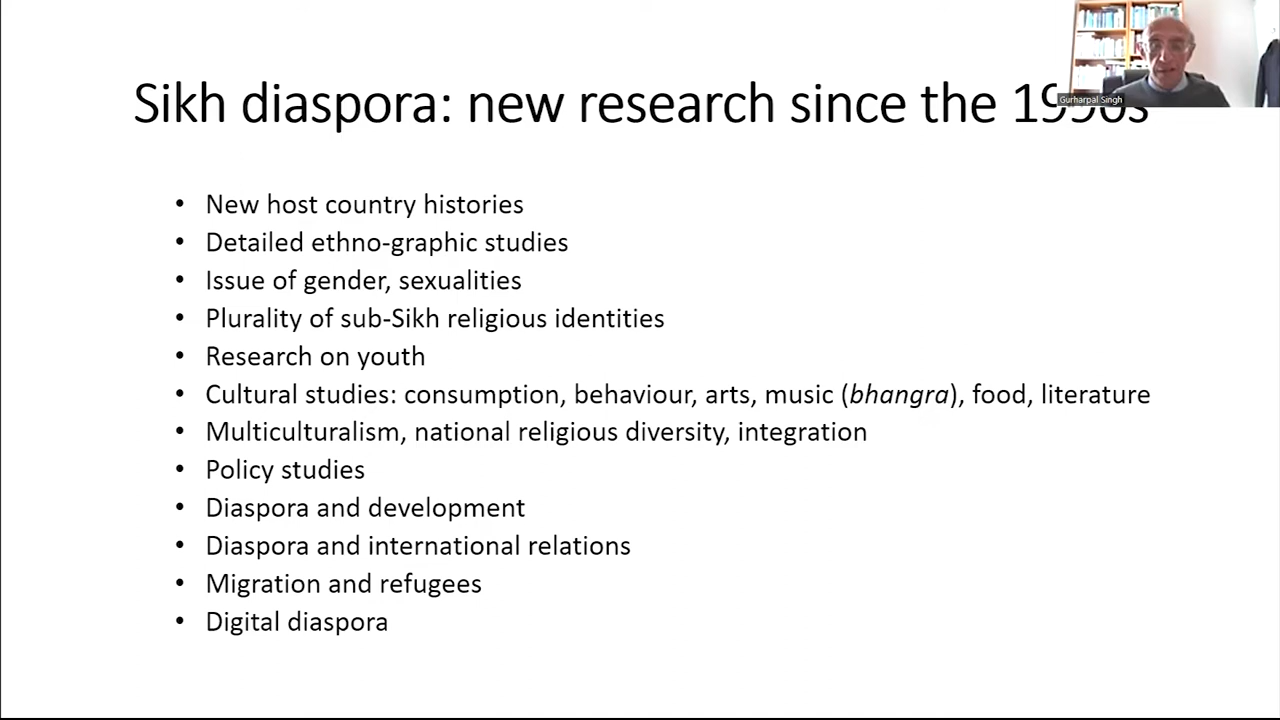 Sikh diaspora: new research since the 1990s
Gurharpal Singh
• New host country histories
• Detailed ethno-graphic studies
• Issue of gender, sexualities
• Plurality of sub-Sikh religious identities
• Research on youth
• Cultural studies: consumption, behaviour, arts, music (bhangra), food, literature
• Multiculturalism, national religious diversity, integration
• Policy studies
• Diaspora and development
• Diaspora and international relations
• Migration and refugees
• Digital diaspora